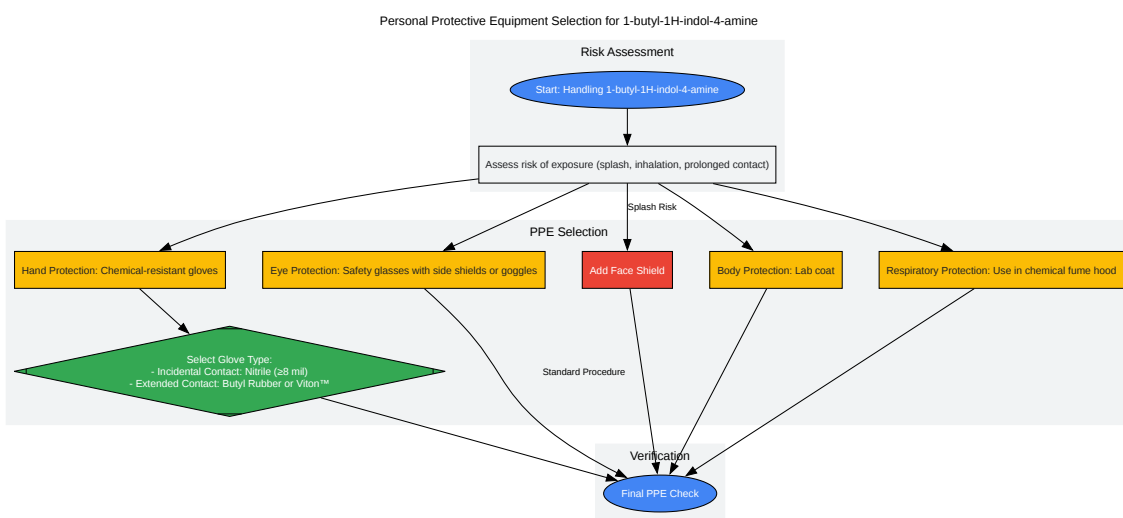 Personal Protective Equipment Selection for 1-butyl-1H-indol-4-amine
Risk Assessment
Start: Handling 1-butyl-1H-indol-4-amine
Assess risk of exposure (splash, inhalation, prolonged contact)
Splash Risk
PPE Selection
Hand Protection: Chemical-resistant gloves
Eye Protection: Safety glasses with side shields or goggles
Add Face Shield
Body Protection: Lab coat
Respiratory Protection: Use in chemical fume hood
Select Glove Type:
- Incidental Contact: Nitrile (≥8 mil)
- Extended Contact: Butyl Rubber or Viton™
Standard Procedure
Verification
Final PPE Check